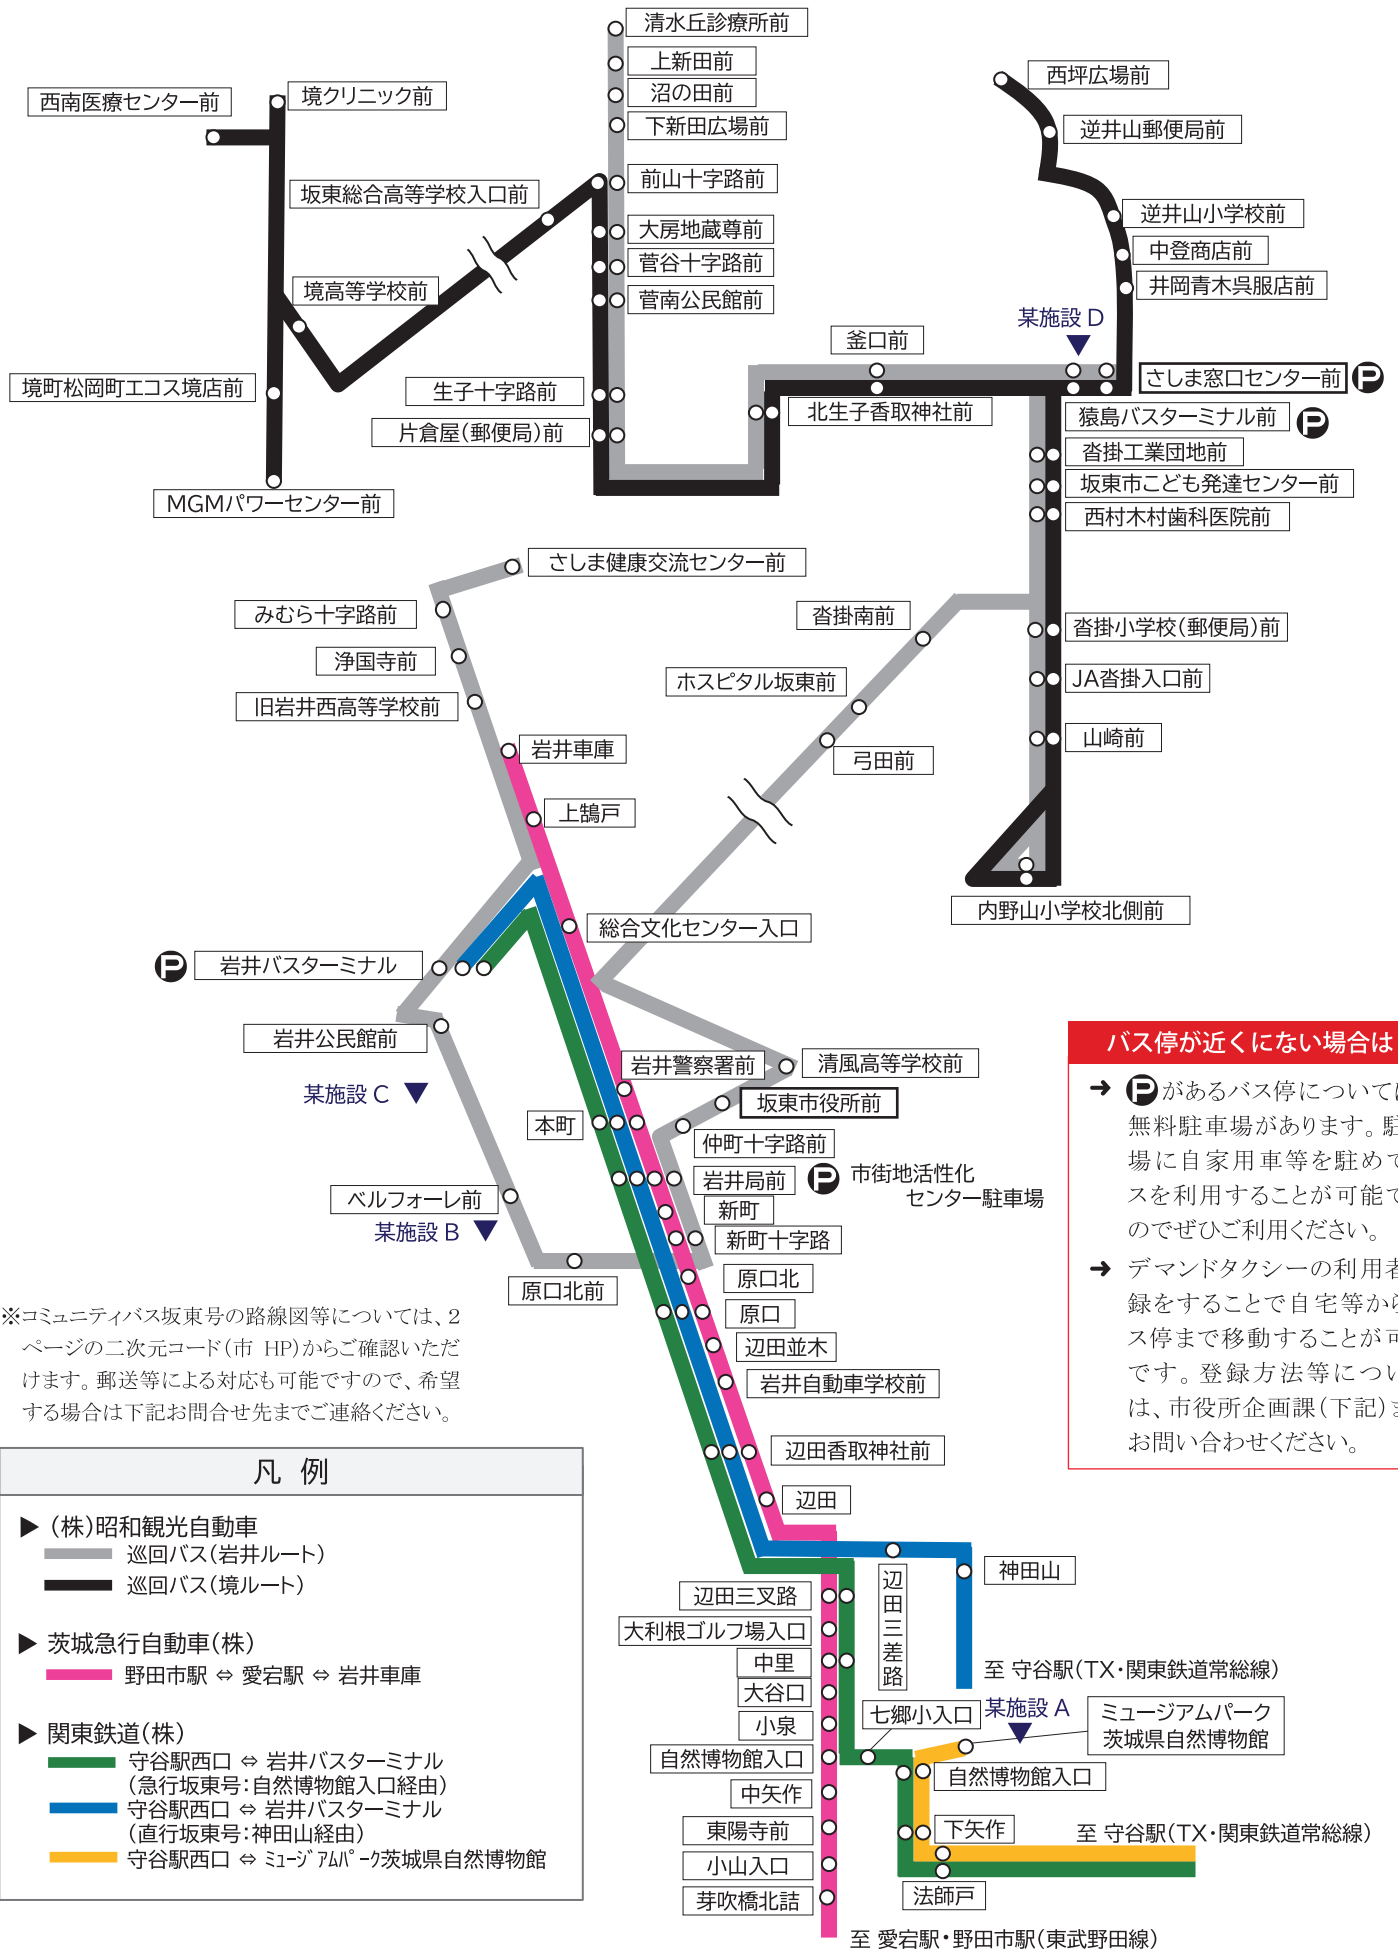 清水丘診療所前
上新田前
沼の田前
下新田広場前
前山十字路前
大房地蔵尊前
菅谷十字路前
菅南公民館前
西南医療センター前
境クリニック前
坂東総合高等学校入口前
境高等学校前
境町松岡町エコス境店前
MGMパワーセンター前
生子十字路前
片倉屋(郵便局)前
西坪広場前
逆井山郵便局前
逆井山小学校前
中登商店前
井岡青木呉服店前
某施設 D
釜口前
さしま窓口センター前 P
北生子香取神社前
猿島バスターミナル前 P
沓掛工業団地前
坂東市こども発達センター前
西村木村歯科医院前
沓掛小学校(郵便局)前
JA沓掛入口前
山崎前
内野山小学校北側前
さしま健康交流センター前
みむら十字路前
浄国寺前
旧岩井西高等学校前
沓掛南前
ホスピタル坂東前
弓田前
岩井車庫
上鵠戸
総合文化センター入口
P 岩井バスターミナル
岩井公民館前
某施設 C
岩井警察署前
清風高等学校前
坂東市役所前
本町
仲町十字路前
岩井局前 P 市街地活性化
センター駐車場
ベルフォーレ前
某施設 B
新町
新町十字路
原口北前
原口北
原口
辺田並木
岩井自動車学校前
辺田香取神社前
辺田
バス停が近くにない場合は
➔ Pがあるバス停について
無料駐車場があります。駐
場に自家用車等を駐めて
スを利用することが可能で
のでぜひご利用ください。
➔ デマンドタクシーの利用者
録をすることで自宅等から
ス停まで移動することが可
です。登録方法等につい
は、市役所企画課(下記)ま
お問い合わせください。
※コミュニティバス坂東号の路線図等については、2
ページの二次元コード(市 HP)からご確認いただ
けます。郵送等による対応も可能ですので、希望
する場合は下記お問合せ先までご連絡ください。
凡 例
▶ (株)昭和観光自動車
巡回バス(岩井ルート)
巡回バス(境ルート)
▶ 茨城急行自動車(株)
野田市駅 ⇔ 愛宕駅 ⇔ 岩井車庫
▶ 関東鉄道(株)
守谷駅西口 ⇔ 岩井バスターミナル
(急行坂東号:自然博物館入口経由)
守谷駅西口 ⇔ 岩井バスターミナル
(直行坂東号:神田山経由)
守谷駅西口 ⇔ ミュージアムパーク茨城県自然博物館
辺田三叉路
大利根ゴルフ場入口
中里
大谷口
小泉
自然博物館入口
中矢作
東陽寺前
小山入口
芽吹橋北詰
辺田三差路
神田山
至 守谷駅(TX・関東鉄道常総線)
七郷小入口
某施設 A
ミュージアムパーク
茨城県自然博物館
自然博物館入口
下矢作
至 守谷駅(TX・関東鉄道常総線)
法師戸
至 愛宕駅・野田市駅(東武野田線)